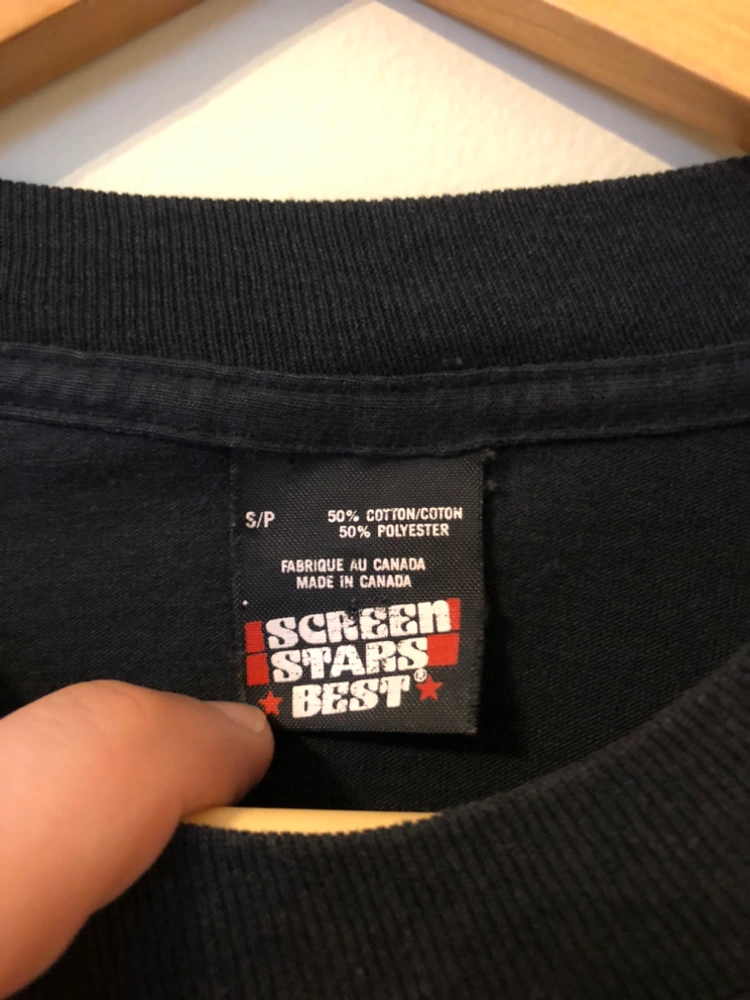 S/P
50% COTTON/COTON
50% POLYESTER
FABRIQUE AU CANADA
MADE IN CANADA
SCREEN
STARS
BEST®